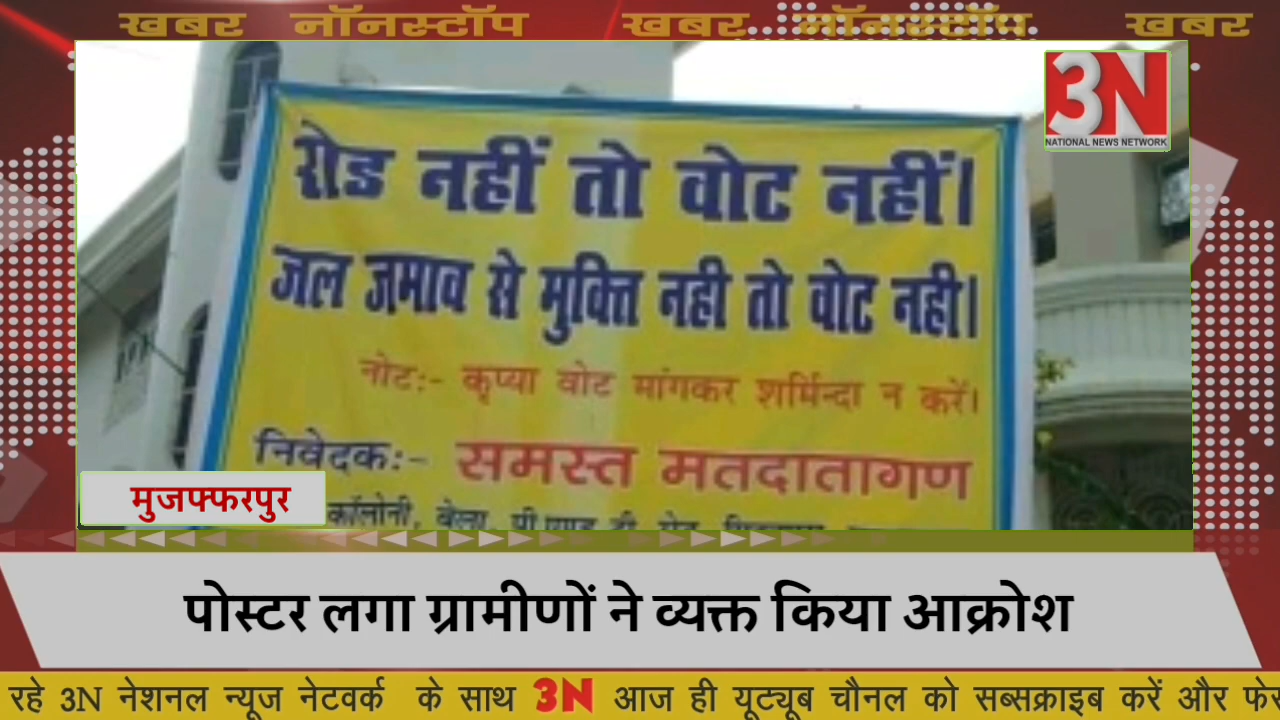 खबर नॉनस्टॉप खबर नॉनस्टॉप खबर
3N
NATIONAL NEWS NETWORK
रोड नहीं तो वोट नहीं।
जल जमाव से मुक्ति नही तो वोट नही।
नोट:- कृप्या वोट मांगकर शर्मिन्दा न करें।
निवेदक:- समस्त मतदातागण
कॉलोनी, बेला,
मुजफ्फरपुर
पोस्टर लगा ग्रामीणों ने व्यक्त किया आक्रोश
रहे 3N नेशनल न्यूज नेटवर्क के साथ 3N आज ही यूट्यूब चौनल को सब्सक्राइब करें और